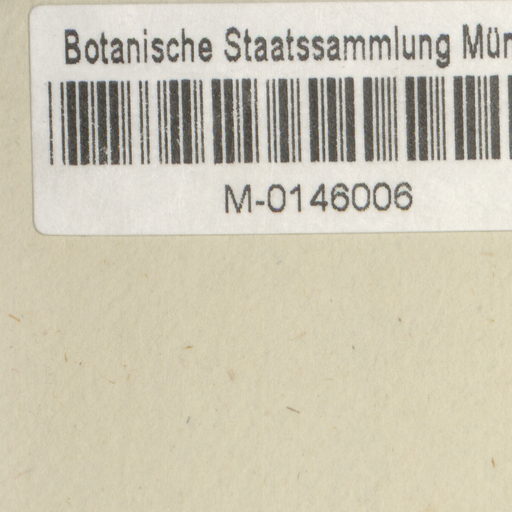 Botanische Staatssammlung Mün
M-0146006